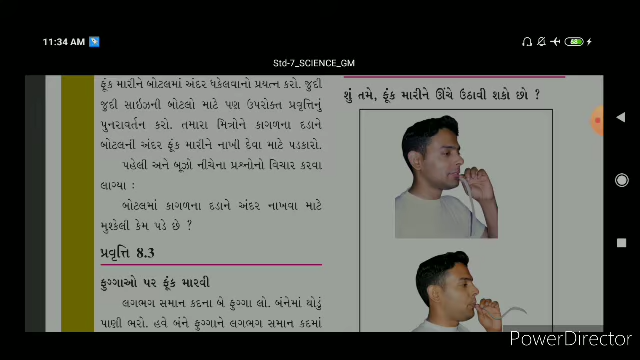 11:34 AM
68
Std-7_SCIENCE_GM
ફૂંક મારીને બોટલમાં અંદર ધકેલવાનો પ્રયત્ન કરો. જુદી
જુદી સાઇઝની બોટલો માટે પણ ઉપરોક્ત પ્રવૃત્તિનું
પુનરાવર્તન કરો. તમારા મિત્રોને કાગળના દડાને
બોટલની અંદર ફૂંક મારીને નાખી દેવા માટે પડકારો.
પહેલી અને બૂઝો નીચેના પ્રશ્નોનો વિચાર કરવા
લાગ્યા :
બોટલમાં કાગળના દડાને અંદર નાખવા માટે
મુશ્કેલી કેમ પડે છે ?
પ્રવૃત્તિ 8.3
ફુગ્ગાઓ પર ફૂંક મારવી
લગભગ સમાન કદના બે ફુગ્ગા લો. બંનેમાં થોડું
પાણી ભરો. હવે બંને ફુગ્ગાને લગભગ સમાન કદમાં
શું તમે, ફૂંક મારીને ઊંચે ઉઠાવી શકો છો ?
PowerDirector